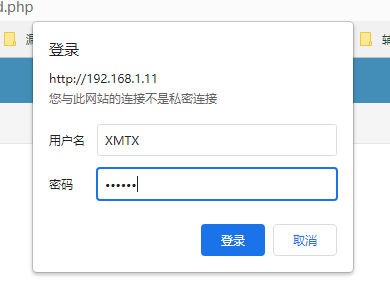 d.php
登录
http://192.168.1.11
您与此网站的连接不是私密连接
用户名 XMTX
密码 ••••••
登录 取消